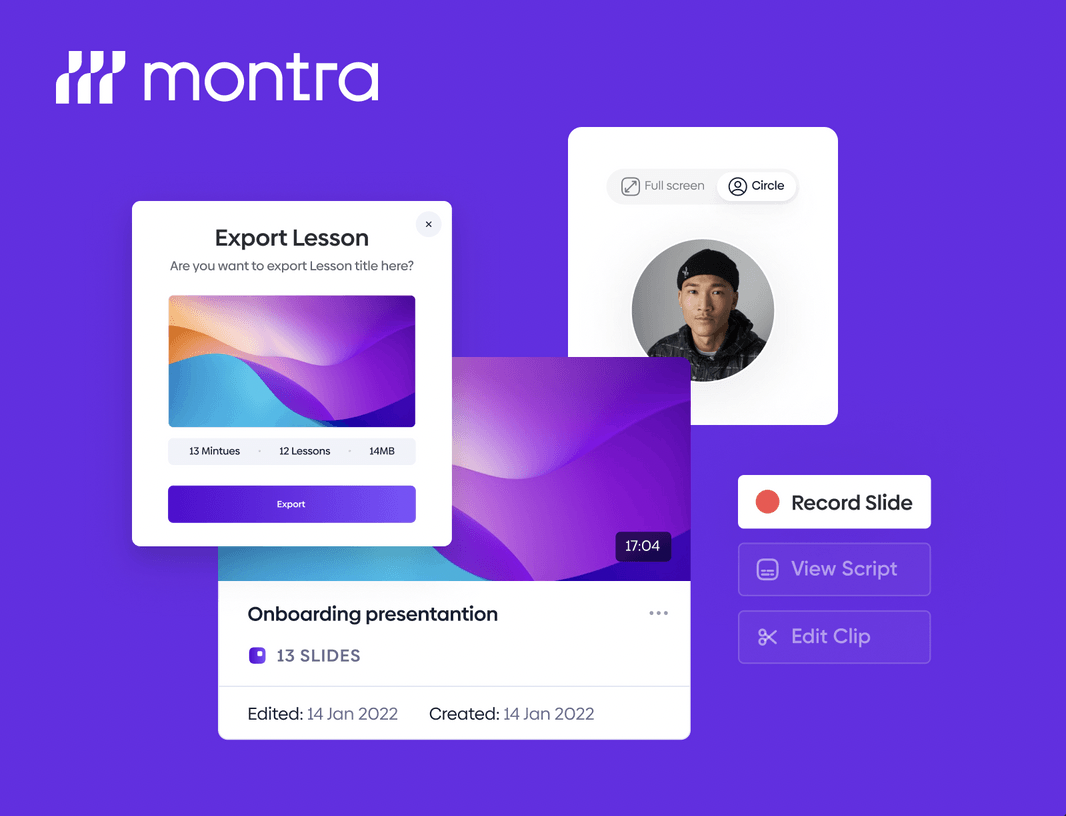 montra
Full screen
Circle
Export Lesson
Are you want to export Lesson title here?
13 Mintues · 12 Lessons · 14MB
Export
17:04
Onboarding presentantion
13 SLIDES
Edited: 14 Jan 2022 Created: 14 Jan 2022
Record Slide
View Script
Edit Clip